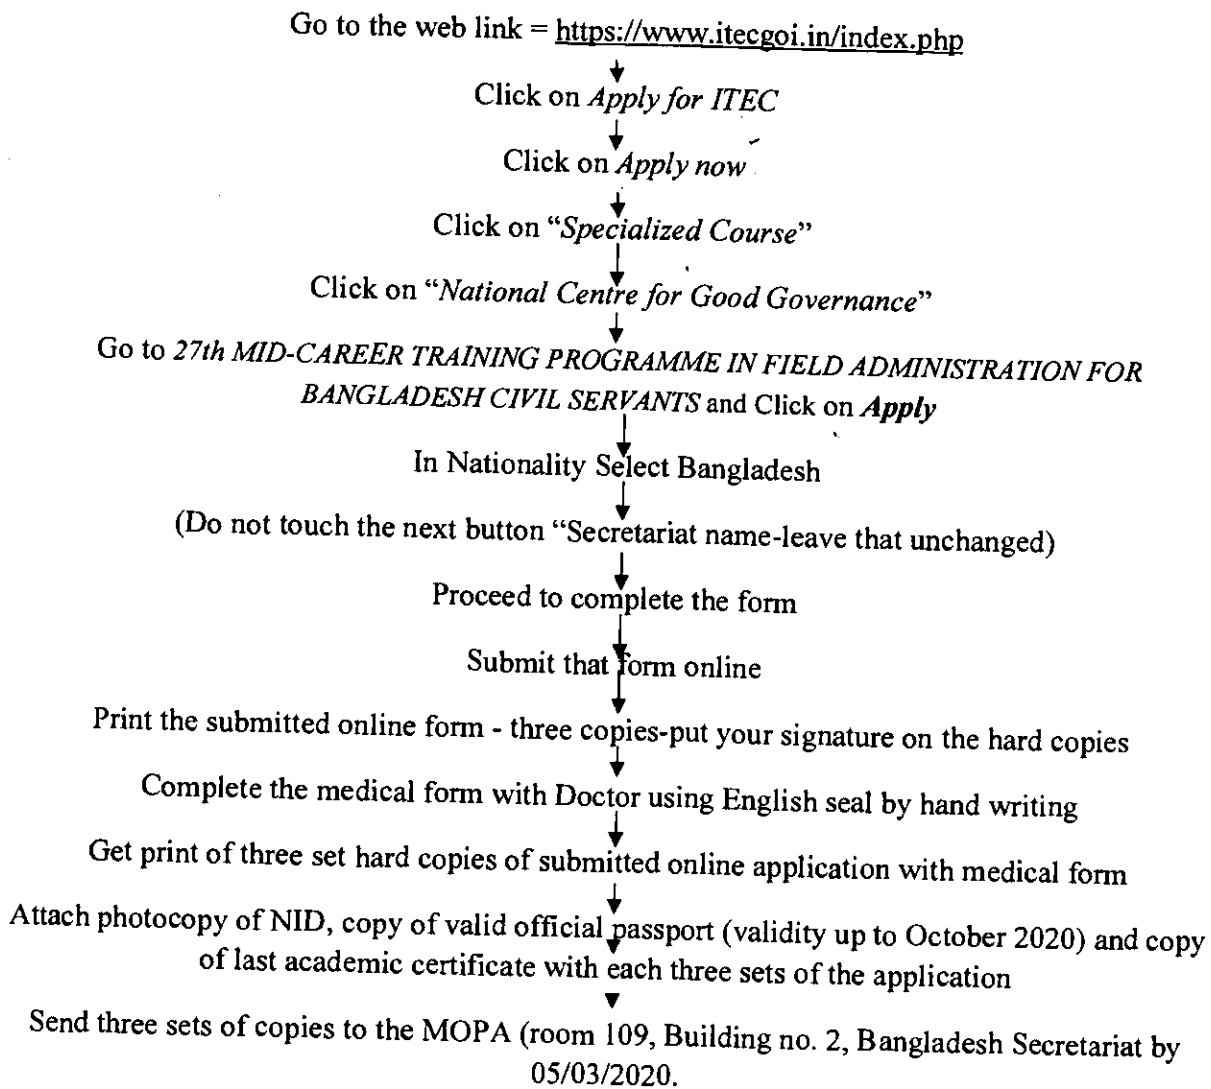 Go to the web link = https://www.itecgoi.in/index.php
Click on Apply for ITEC
Click on Apply now
Click on “Specialized Course”
Click on “National Centre for Good Governance”
Go to 27th MID-CAREER TRAINING PROGRAMME IN FIELD ADMINISTRATION FOR
BANGLADESH CIVIL SERVANTS and Click on Apply
In Nationality Select Bangladesh
(Do not touch the next button “Secretariat name-leave that unchanged)
Proceed to complete the form
Submit that form online
Print the submitted online form - three copies-put your signature on the hard copies
Complete the medical form with Doctor using English seal by hand writing
Get print of three set hard copies of submitted online application with medical form
Attach photocopy of NID, copy of valid official passport (validity up to October 2020) and copy
of last academic certificate with each three sets of the application
Send three sets of copies to the MOPA (room 109, Building no. 2, Bangladesh Secretariat by
05/03/2020.